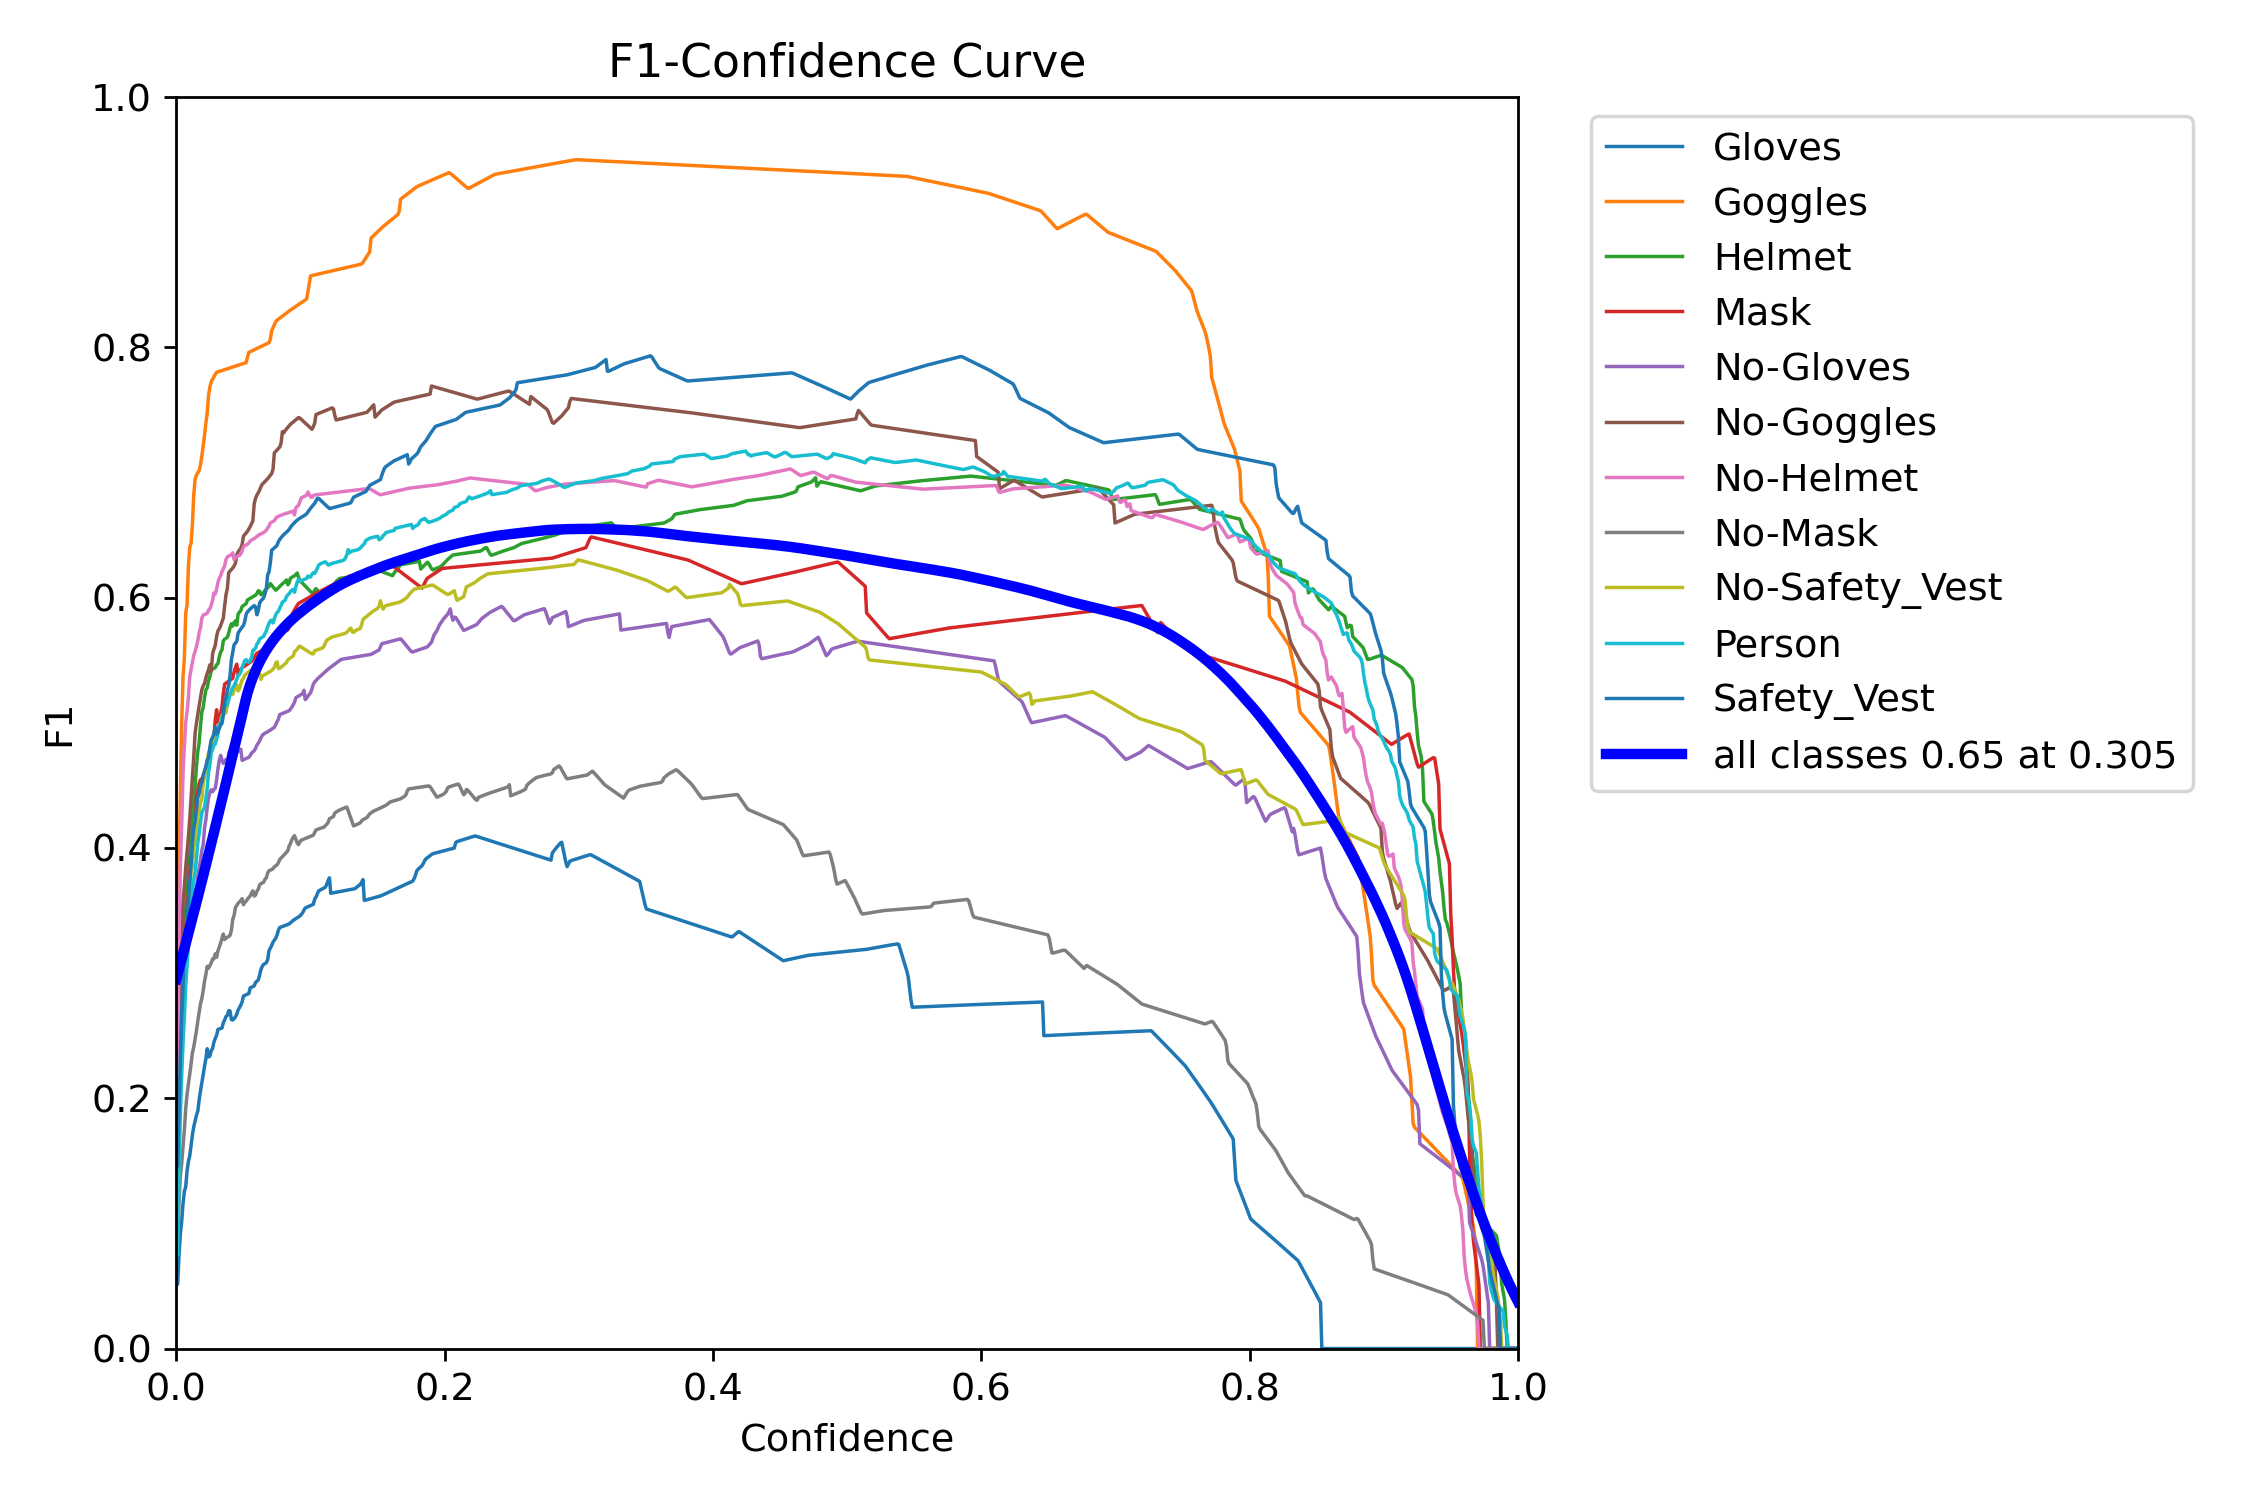 F1-Confidence Curve
1.0
0.8
0.6
0.4
0.2
0.0
F1
0.0 0.2 0.4 0.6 0.8 1.0
Confidence
Gloves
Goggles
Helmet
Mask
No-Gloves
No-Goggles
No-Helmet
No-Mask
No-Safety_Vest
Person
Safety_Vest
all classes 0.65 at 0.305